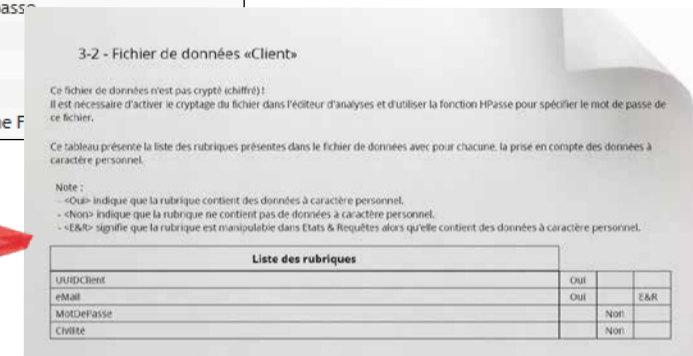 3-2 - Fichier de données «Client»
Ce fichier de données n'est pas crypté (chiffré) !
Il est nécessaire d'activer le cryptage du fichier dans l'éditeur d'analyses et d'utiliser la fonction HPasse pour spécifier le mot de passe de
ce fichier.
Ce tableau présente la liste des rubriques présentes dans le fichier de données avec pour chacune, la prise en compte des données à
caractère personnel.
Note :
- <Oui> indique que la rubrique contient des données à caractère personnel.
- <Non> indique que la rubrique ne contient pas de données à caractère personnel.
- <E&R> signifie que la rubrique est manipulable dans Etats & Requêtes alors qu'elle contient des données à caractère personnel.
Liste des rubriques
UUIDClient Oui
eMail Oui E&R
MotDePasse Non
Civilite Non